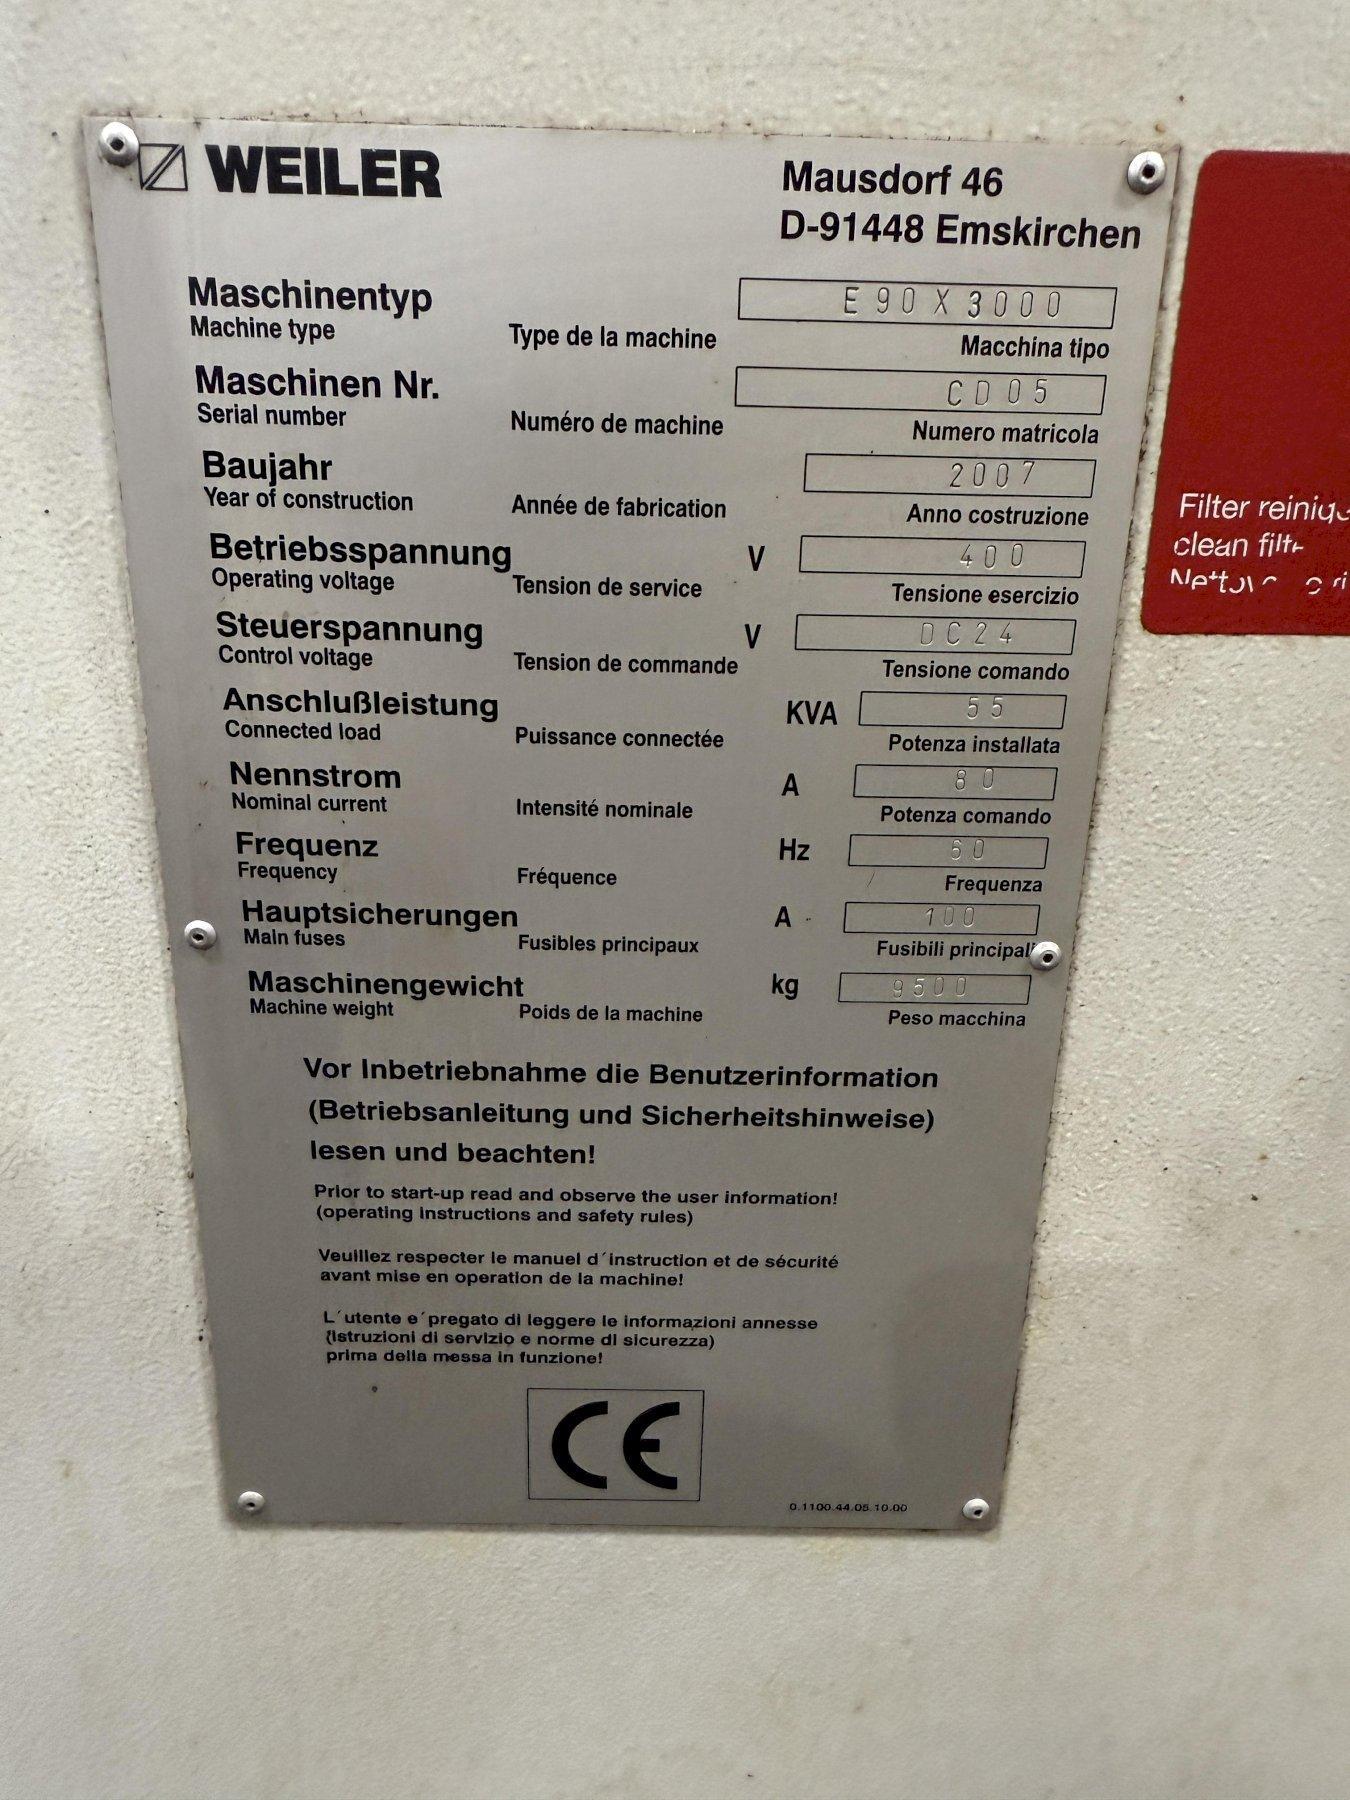 WEILER
Mausdorf 46
D-91448 Emskirchen
Maschinentyp E90X3000
Machine type Type de la machine Macchina tipo
Maschinen Nr. CD05
Serial number Numéro de machine Numero matricola
Baujahr 2007
Year of construction Année de fabrication Anno costruzione
Betriebsspannung V 400
Operating voltage Tension de service Tensione esercizio
Steuerspannung V DC24
Control voltage Tension de commande Tensione comando
Anschlußleistung KVA 55
Connected load Puissance connectée Potenza installata
Nennstrom A 80
Nominal current Intensité nominale Potenza comando
Frequenz Hz 60
Frequency Fréquence Frequenza
Hauptsicherungen A 100
Main fuses Fusibles principaux Fusibili principali
Maschinengewicht kg 9500
Machine weight Poids de la machine Peso macchina
Vor Inbetriebnahme die Benutzerinformation
(Betriebsanleitung und Sicherheitshinweise)
lesen und beachten!
Prior to start-up read and observe the user information!
(operating instructions and safety rules)
Veuillez respecter le manuel d´instruction et de sécurité
avant mise en operation de la machine!
L´utente e´pregato di leggere le informazioni annesse
(istruzioni di servizio e norme di sicurezza)
prima della messa in funzione!
CE
0.1100.44.05.10.00
Filter
clean